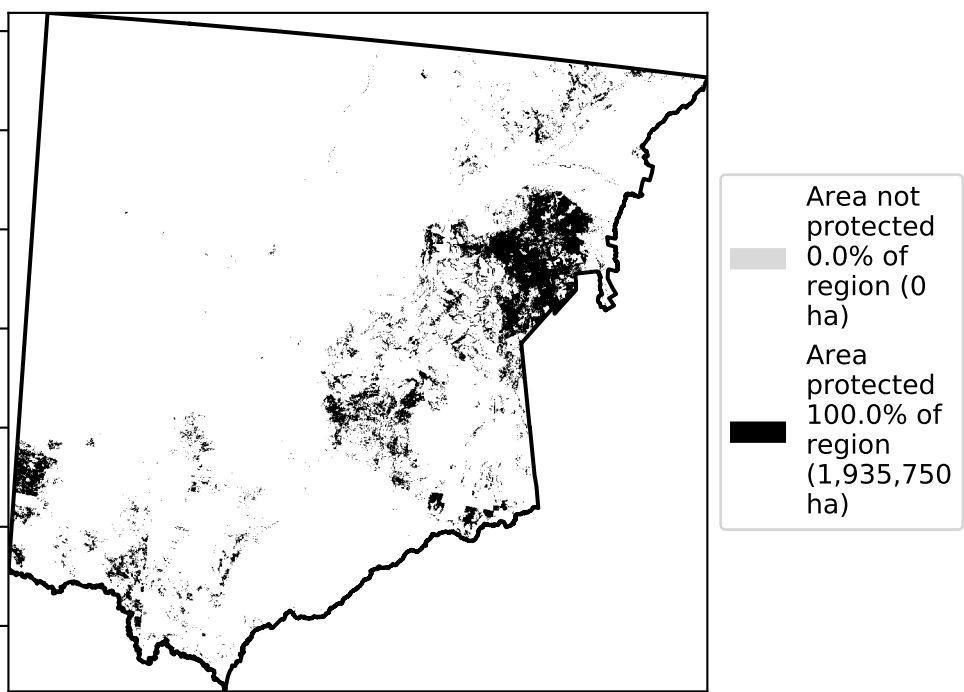 Area not
protected
0.0% of
region (0
ha)
Area
protected
100.0% of
region
(1,935,750
ha)